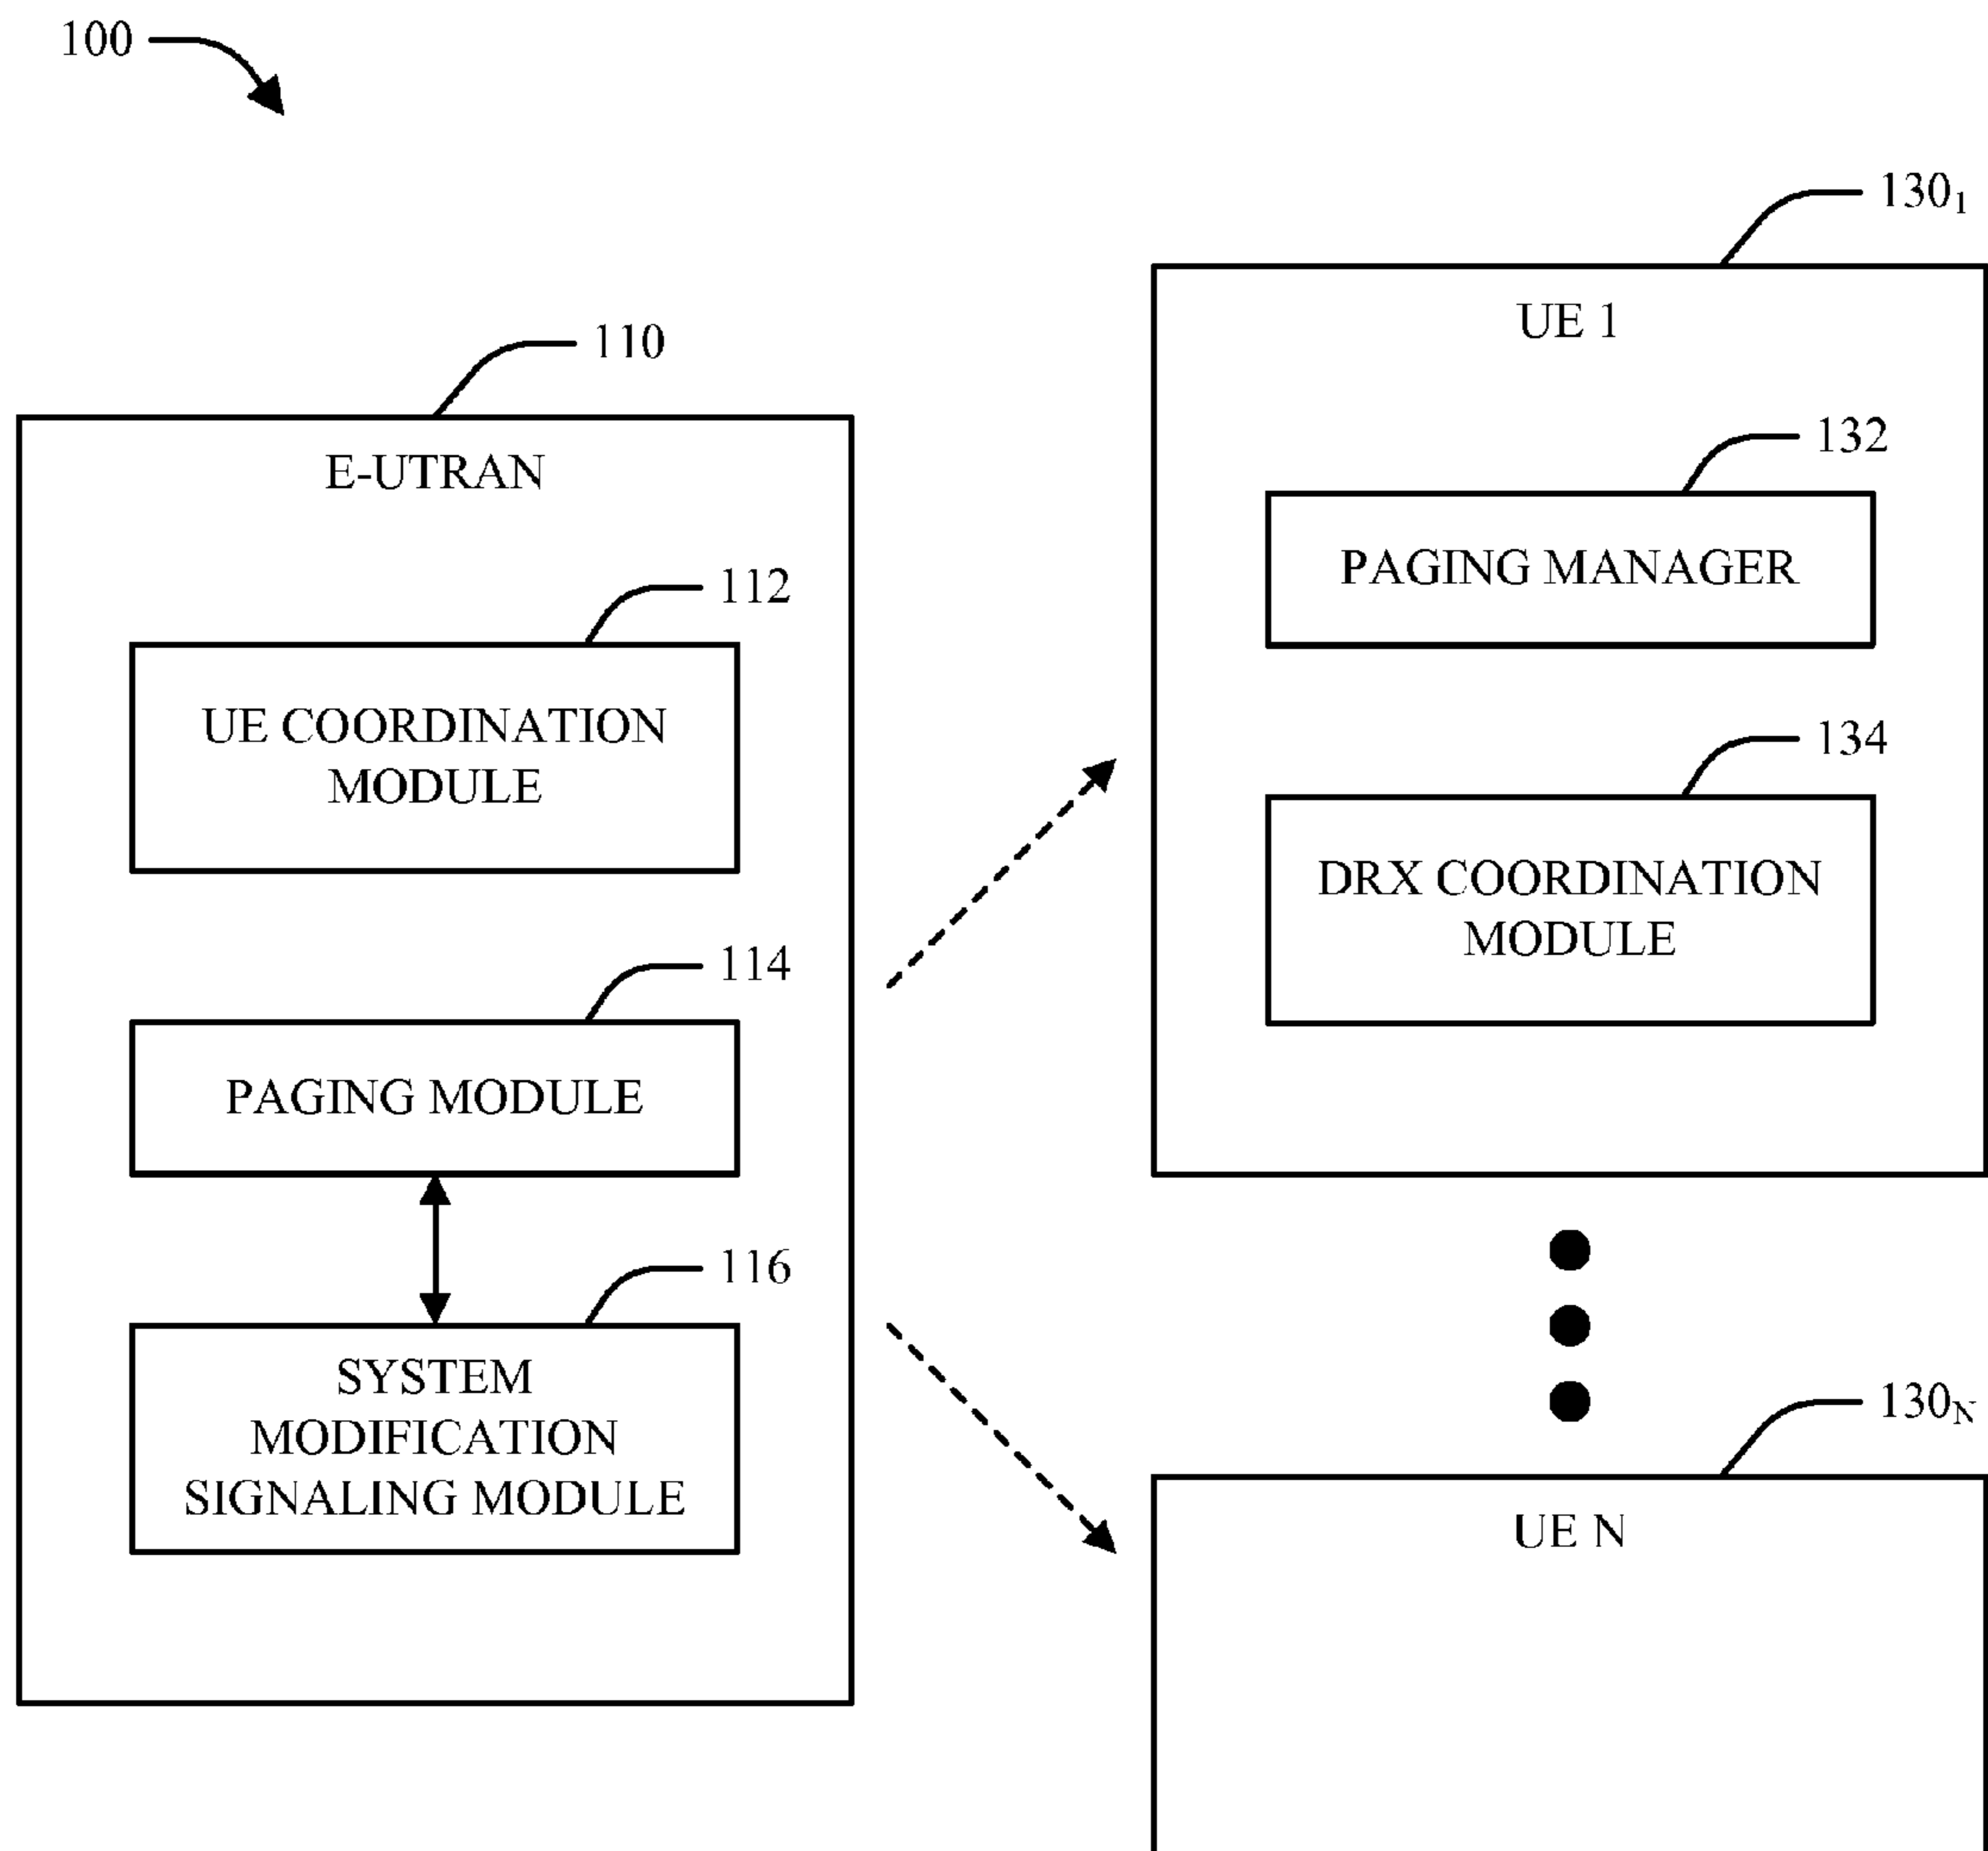 100
110
E-UTRAN
112
UE COORDINATION
MODULE
114
PAGING MODULE
116
SYSTEM
MODIFICATION
SIGNALING MODULE
130₁
UE 1
132
PAGING MANAGER
134
DRX COORDINATION
MODULE
130_N
UE N